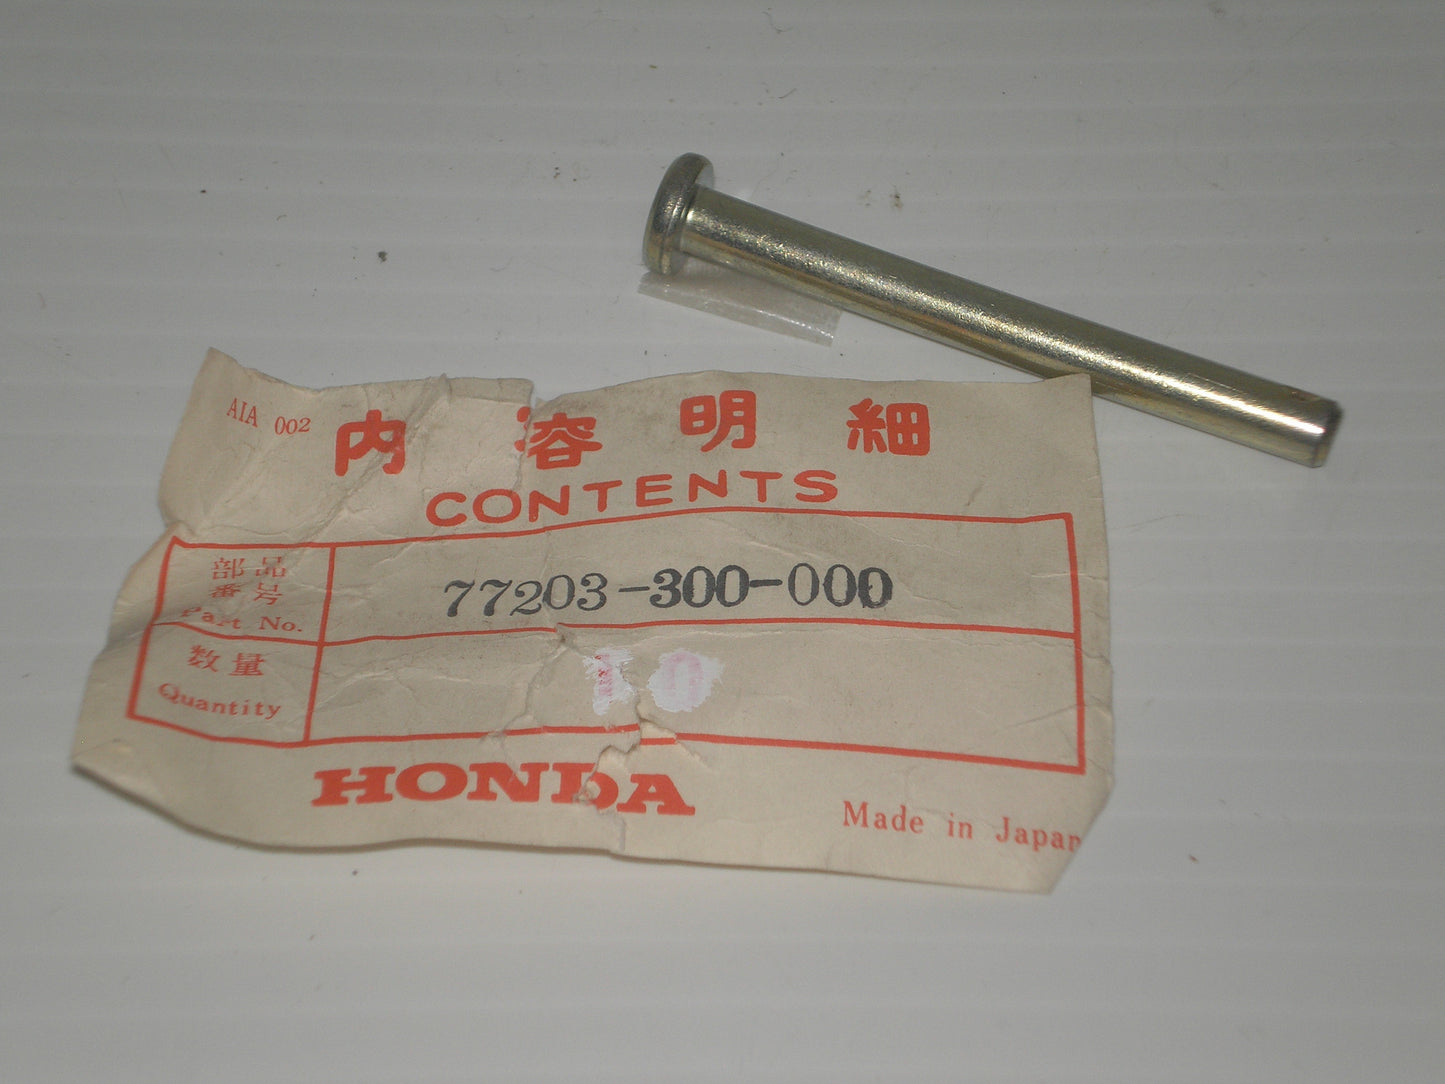 AIA 002
内容明細
CONTENTS
部品
番号
Part No.
77203-300-000
数量
Quantity
10
HONDA
Made in Japan